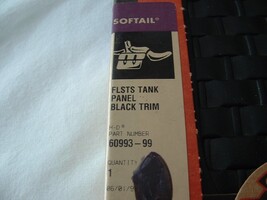 SOFTAIL
FLSTS TANK
PANEL
BLACK TRIM
H-D®
PART NUMBER
60993-99
QUANTITY
1